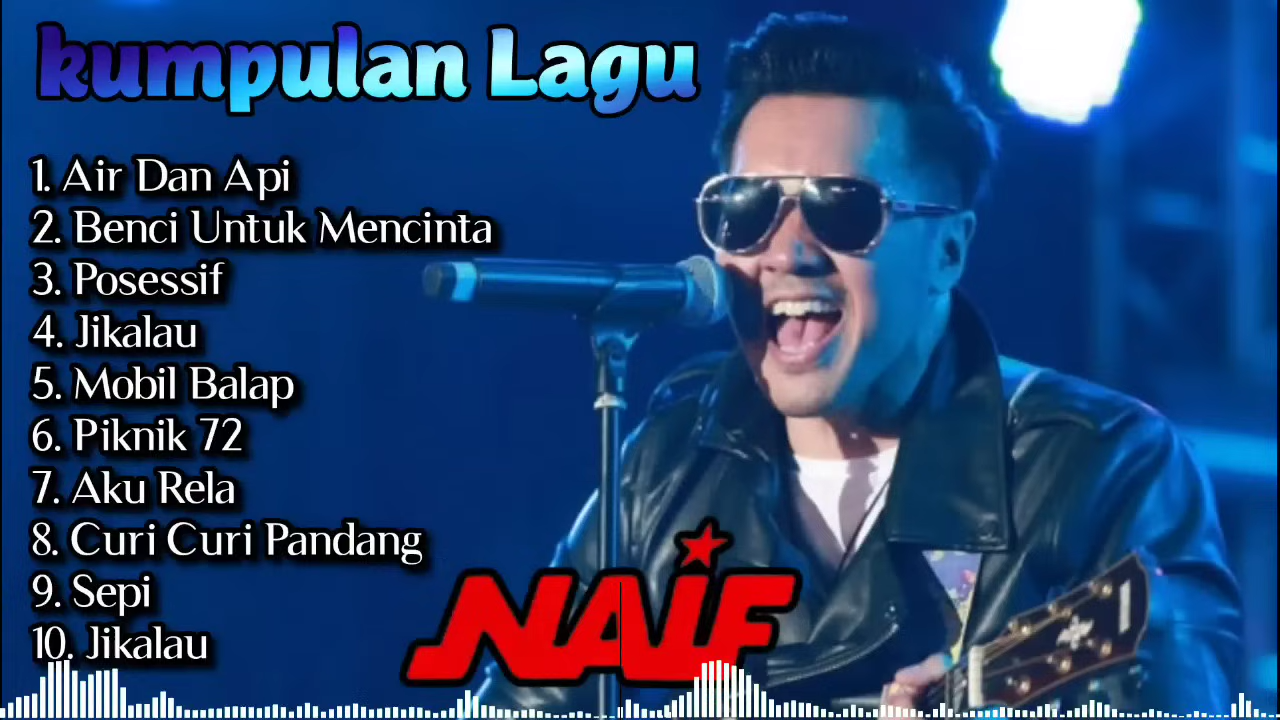 kumpulan Lagu
1. Air Dan Api
2. Benci Untuk Mencinta
3. Posessif
4. Jikalau
5. Mobil Balap
6. Piknik 72
7. Aku Rela
8. Curi Curi Pandang
9. Sepi
10. Jikalau
NAIF